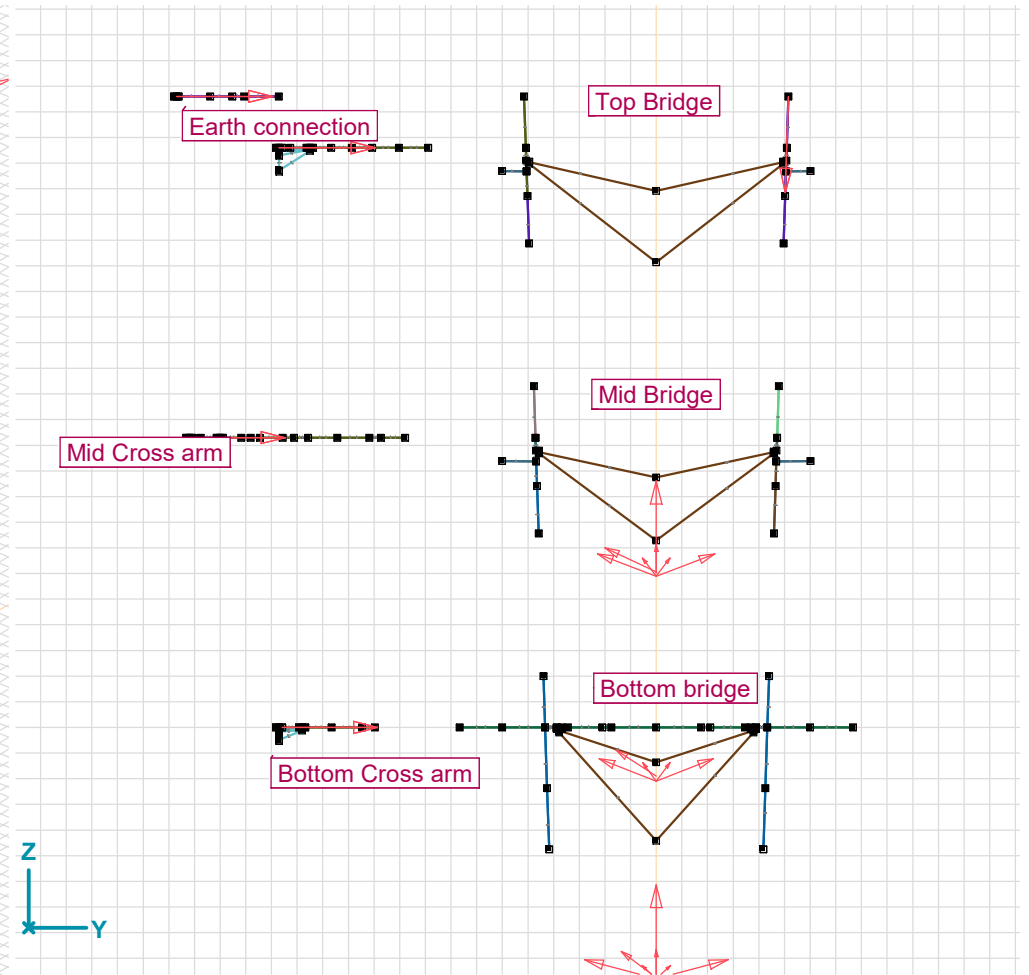 Top Bridge
Earth connection
Mid Bridge
Mid Cross arm
Bottom bridge
Bottom Cross arm
Z
Y